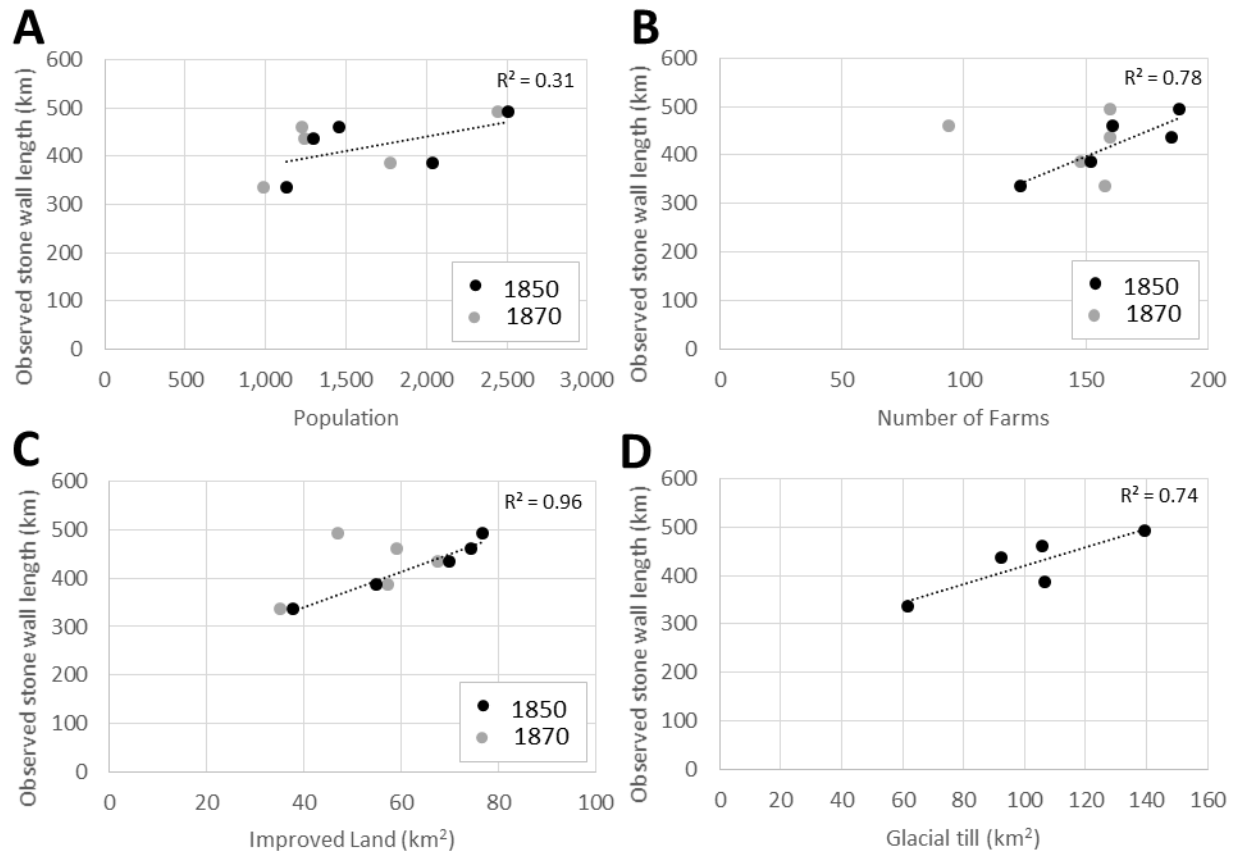 A
Observed stone wall length (km)
600
500
400
300
200
100
0
R² = 0.31
1850
1870
0 500 1,000 1,500 2,000 2,500 3,000
Population
B
Observed stone wall length (km)
600
500
400
300
200
100
0
R² = 0.78
1850
1870
0 50 100 150 200
Number of Farms
C
Observed stone wall length (km)
600
500
400
300
200
100
0
R² = 0.96
1850
1870
0 20 40 60 80 100
Improved Land (km²)
D
Observed stone wall length (km)
600
500
400
300
200
100
0
R² = 0.74
0 20 40 60 80 100 120 140 160
Glacial till (km²)